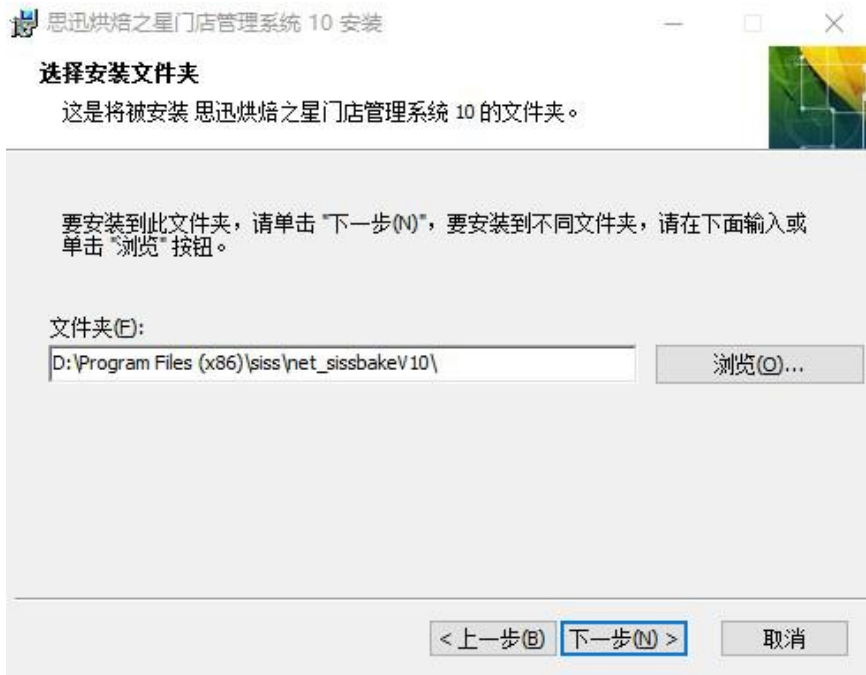 思迅烘焙之星门店管理系统 10 安装
选择安装文件夹
这是将被安装 思迅烘焙之星门店管理系统 10 的文件夹。
要安装到此文件夹，请单击 "下一步(N)"，要安装到不同文件夹，请在下面输入或
单击 "浏览" 按钮。
文件夹(F):
D:\Program Files (x86)\siss\net_sissbakeV10\
浏览(O)...
< 上一步(B) 下一步(N) > 取消